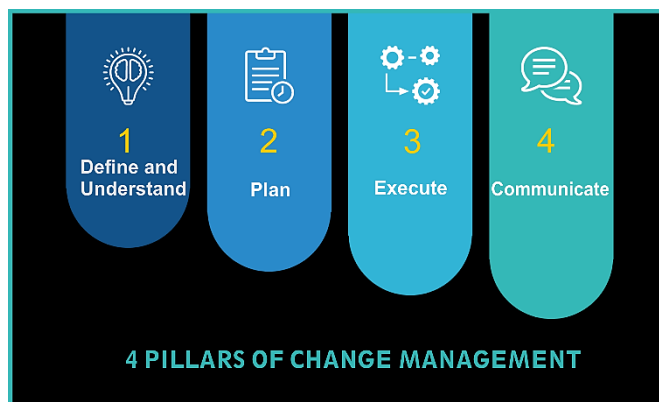 1
Define and
Understand
2
Plan
3
Execute
4
Communicate
4 PILLARS OF CHANGE MANAGEMENT